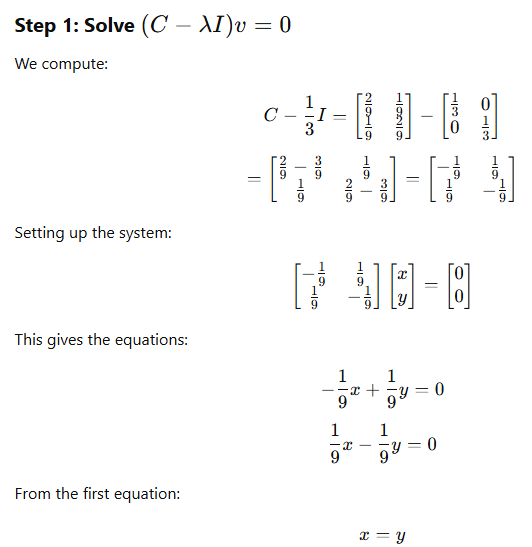 Step 1: Solve $(C - \lambda I)v = 0$
We compute:
$C - \frac{1}{3}I = \begin{bmatrix} \frac{2}{9} & \frac{1}{9} \\ \frac{1}{9} & \frac{2}{9} \end{bmatrix} - \begin{bmatrix} \frac{1}{3} & 0 \\ 0 & \frac{1}{3} \end{bmatrix}$
$= \begin{bmatrix} \frac{2}{9} - \frac{3}{9} & \frac{1}{9} \\ \frac{1}{9} & \frac{2}{9} - \frac{3}{9} \end{bmatrix} = \begin{bmatrix} -\frac{1}{9} & \frac{1}{9} \\ \frac{1}{9} & -\frac{1}{9} \end{bmatrix}$
Setting up the system:
$\begin{bmatrix} -\frac{1}{9} & \frac{1}{9} \\ \frac{1}{9} & -\frac{1}{9} \end{bmatrix} \begin{bmatrix} x \\ y \end{bmatrix} = \begin{bmatrix} 0 \\ 0 \end{bmatrix}$
This gives the equations:
$-\frac{1}{9}x + \frac{1}{9}y = 0$
$\frac{1}{9}x - \frac{1}{9}y = 0$
From the first equation:
$x = y$